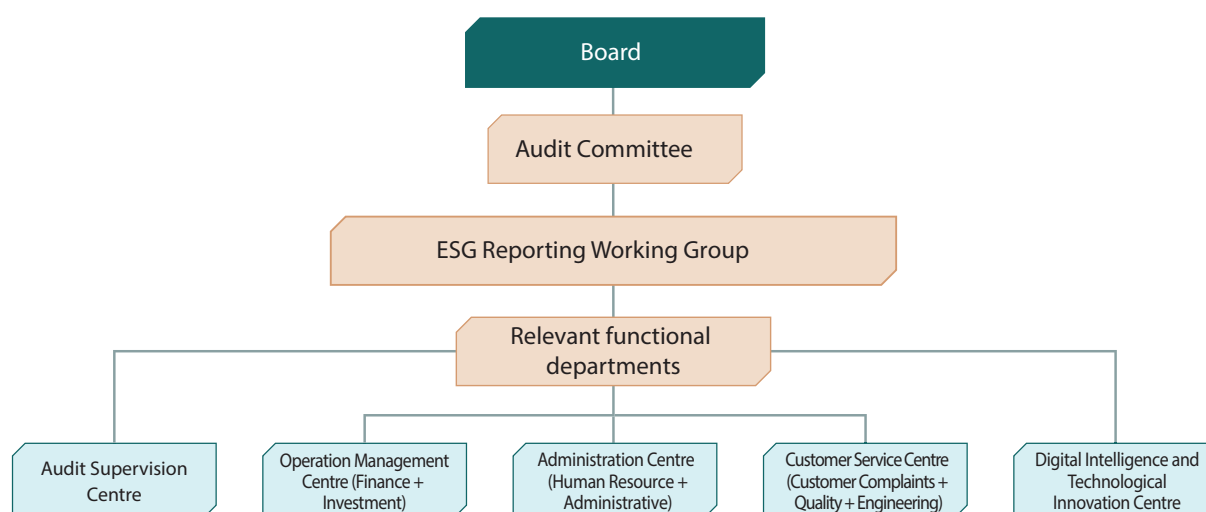 Board
Audit Committee
ESG Reporting Working Group
Relevant functional
departments
Audit Supervision
Centre
Operation Management
Centre (Finance +
Investment)
Administration Centre
(Human Resource +
Administrative)
Customer Service Centre
(Customer Complaints +
Quality + Engineering)
Digital Intelligence and
Technological
Innovation Centre